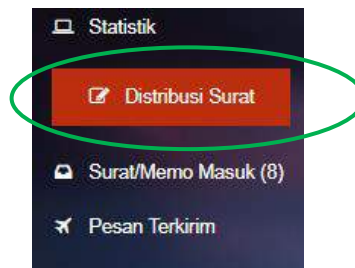 Statistik
Distribusi Surat
Surat/Memo Masuk (8)
Pesan Terkirim